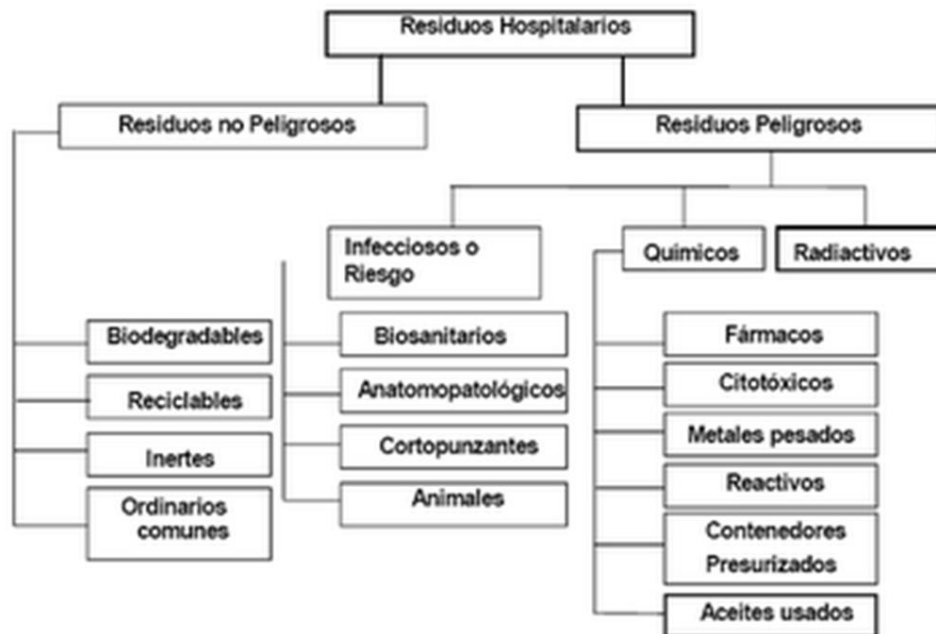 Residuos Hospitalarios
Residuos no Peligrosos
Residuos Peligrosos
Infecciosos o
Riesgo
Químicos
Radiactivos
Biodegradables
Reciclables
Inertes
Ordinarios
comunes
Biosanitarios
Anatomopatológicos
Cortopunzantes
Animales
Fármacos
Citotóxicos
Metales pesados
Reactivos
Contenedores
Presurizados
Aceites usados